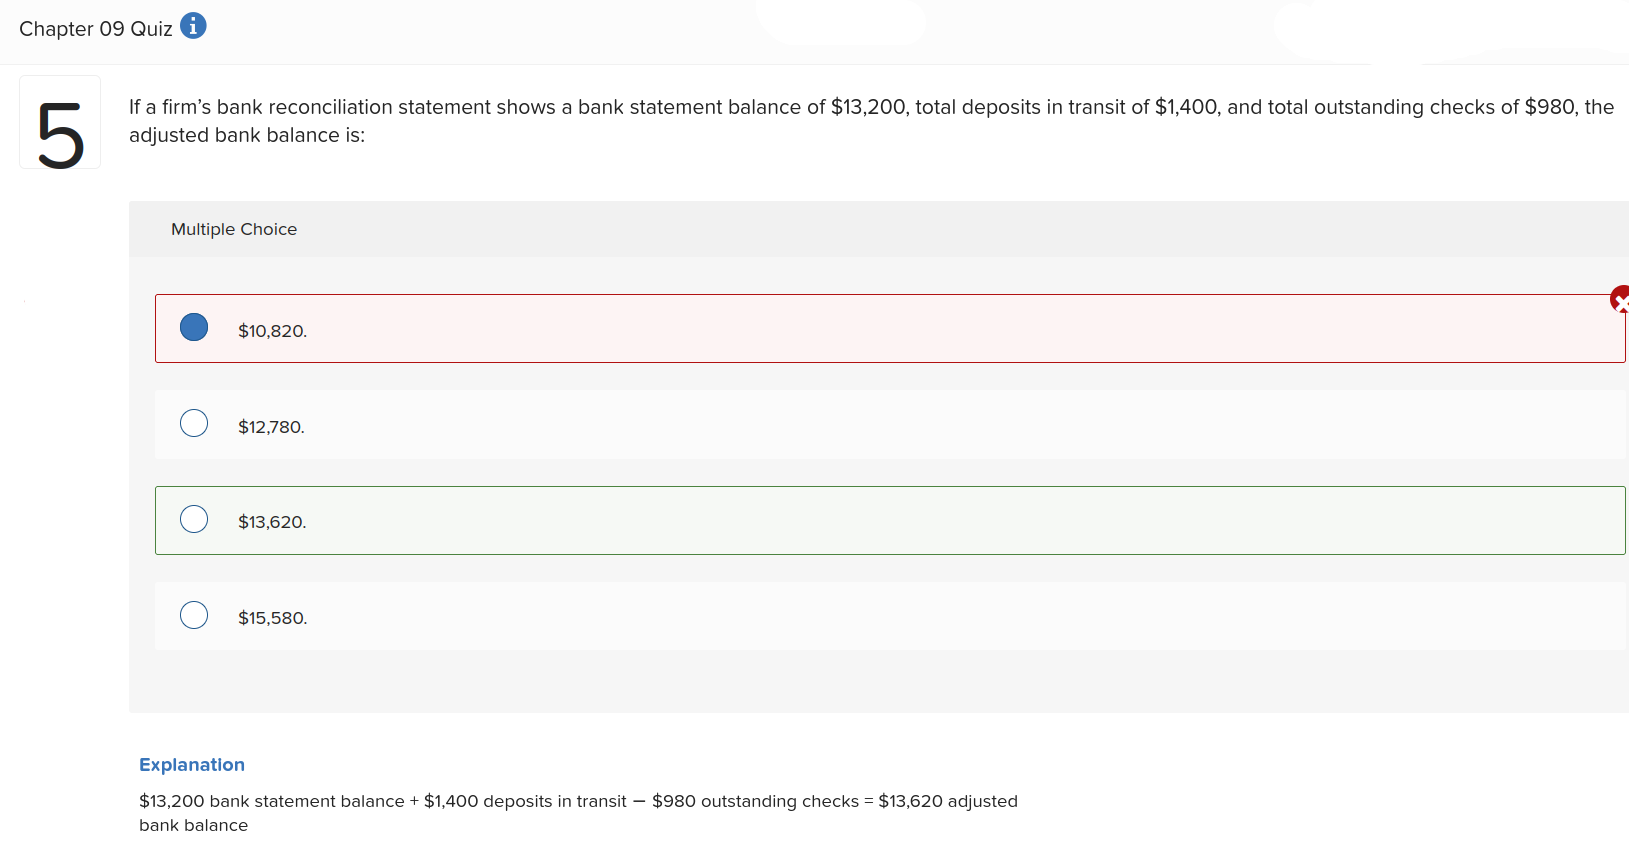 Chapter 09 Quiz
5
If a firm’s bank reconciliation statement shows a bank statement balance of $13,200, total deposits in transit of $1,400, and total outstanding checks of $980, the
adjusted bank balance is:
Multiple Choice
$10,820.
$12,780.
$13,620.
$15,580.
Explanation
$13,200 bank statement balance + $1,400 deposits in transit − $980 outstanding checks = $13,620 adjusted
bank balance